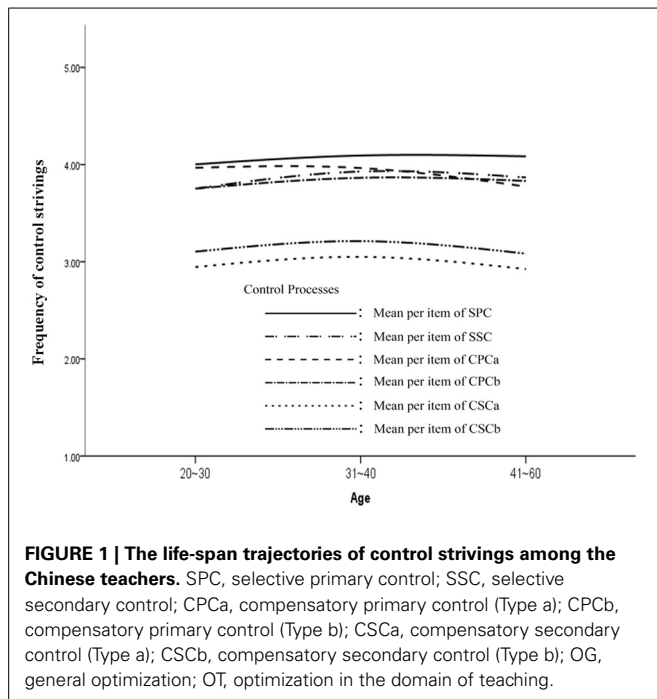 5.00
4.00
3.00
2.00
1.00
Frequency of control strivings
Control Processes
: Mean per item of SPC
: Mean per item of SSC
: Mean per item of CPCa
: Mean per item of CPCb
: Mean per item of CSCa
: Mean per item of CSCb
20~30 31~40 41~60
Age
FIGURE 1 | The life-span trajectories of control strivings among the
Chinese teachers. SPC, selective primary control; SSC, selective
secondary control; CPCa, compensatory primary control (Type a); CPCb,
compensatory primary control (Type b); CSCa, compensatory secondary
control (Type a); CSCb, compensatory secondary control (Type b); OG,
general optimization; OT, optimization in the domain of teaching.